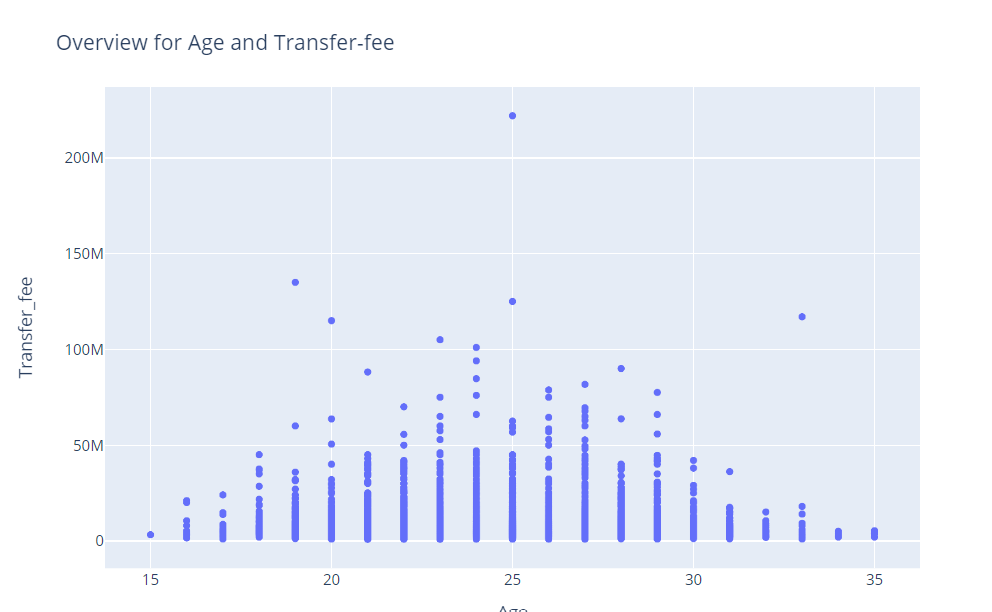 Overview for Age and Transfer-fee
200M
150M
100M
50M
0
Transfer_fee
15 20 25 30 35
Age